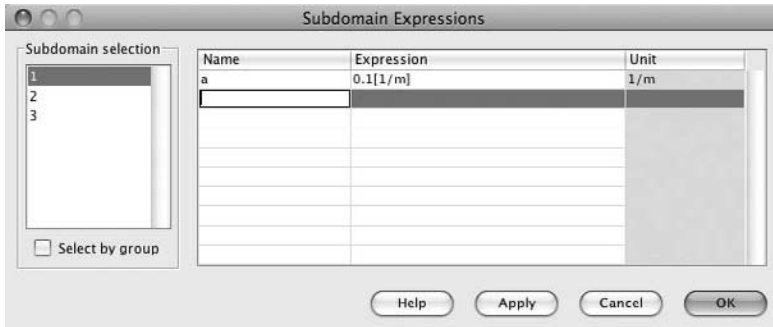 Subdomain Expressions
Subdomain selection
1
2
3
Select by group
Name Expression Unit
a 0.1[1/m] 1/m
Help Apply Cancel OK